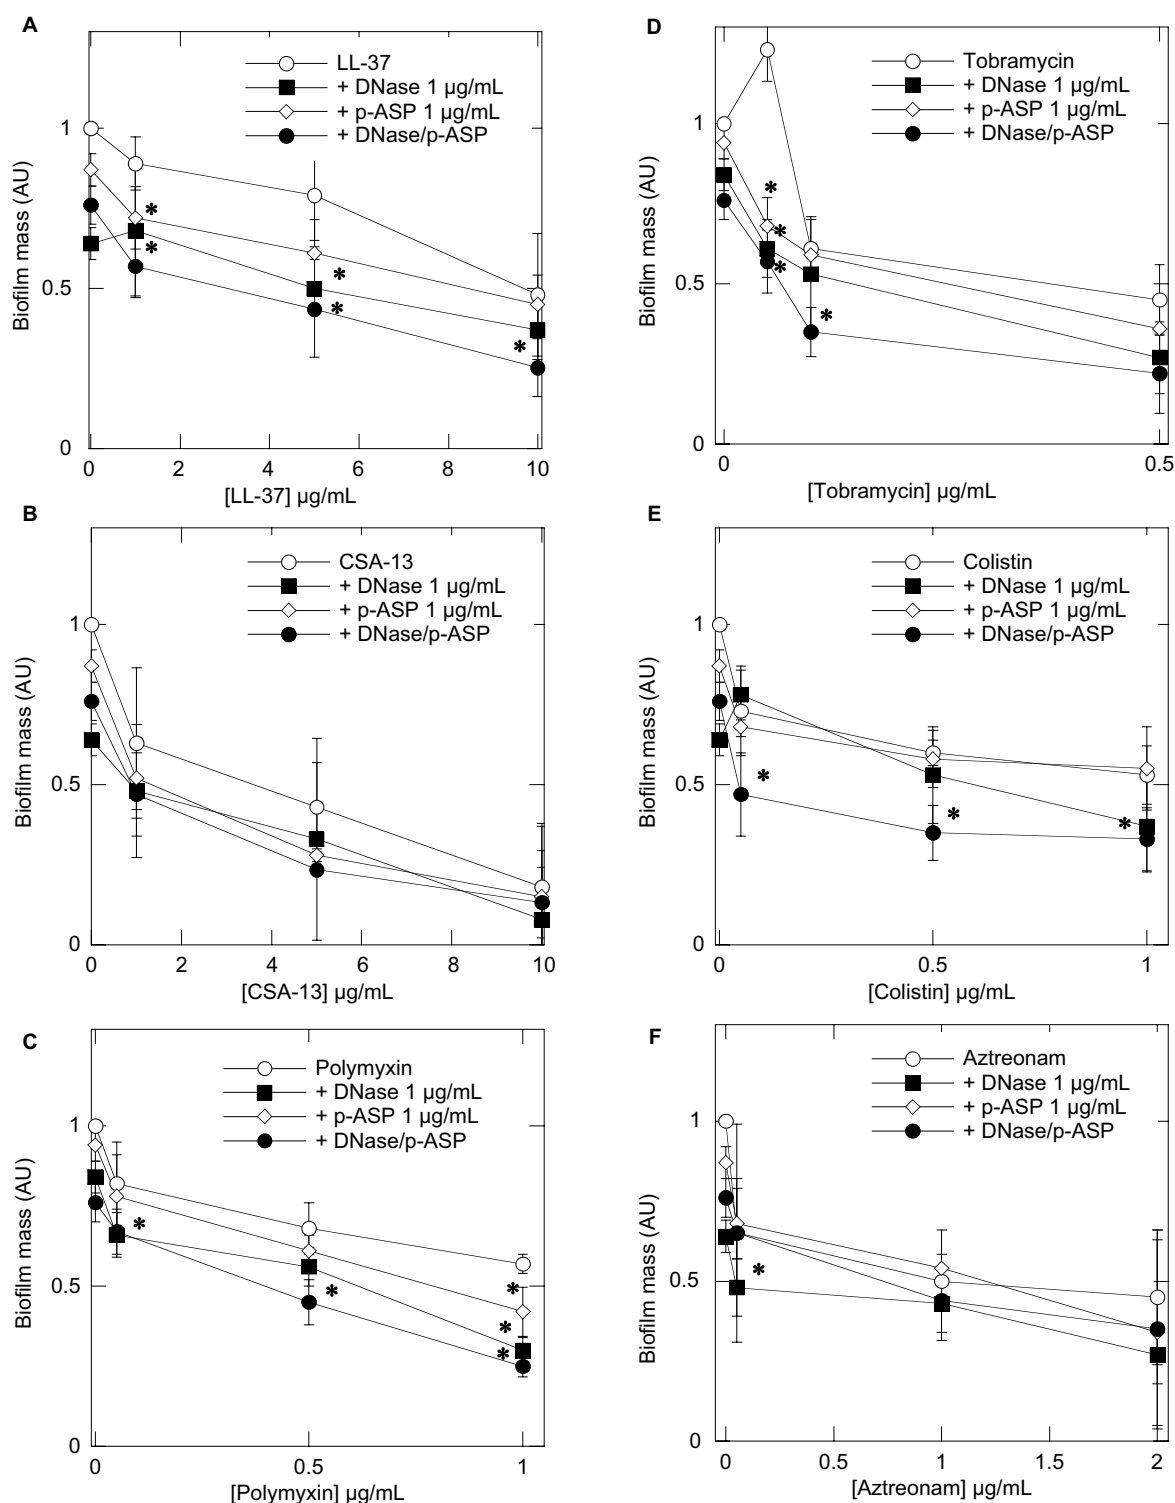 A
LL-37
+ DNase 1 µg/mL
+ p-ASP 1 µg/mL
+ DNase/p-ASP
Biofilm mass (AU)
1
0.5
0
0 2 4 6 8 10
[LL-37] µg/mL
* * * * *
B
CSA-13
+ DNase 1 µg/mL
+ p-ASP 1 µg/mL
+ DNase/p-ASP
Biofilm mass (AU)
1
0.5
0
0 2 4 6 8 10
[CSA-13] µg/mL
C
Polymyxin
+ DNase 1 µg/mL
+ p-ASP 1 µg/mL
+ DNase/p-ASP
Biofilm mass (AU)
1
0.5
0
0 0.5 1
[Polymyxin] µg/mL
* * * * *
D
Tobramycin
+ DNase 1 µg/mL
+ p-ASP 1 µg/mL
+ DNase/p-ASP
Biofilm mass (AU)
1
0.5
0
0 0.5
[Tobramycin] µg/mL
* * * *
E
Colistin
+ DNase 1 µg/mL
+ p-ASP 1 µg/mL
+ DNase/p-ASP
Biofilm mass (AU)
1
0.5
0
0 0.5 1
[Colistin] µg/mL
* * *
F
Aztreonam
+ DNase 1 µg/mL
+ p-ASP 1 µg/mL
+ DNase/p-ASP
Biofilm mass (AU)
1
0.5
0
0 0.5 1 1.5 2
[Aztreonam] µg/mL
*